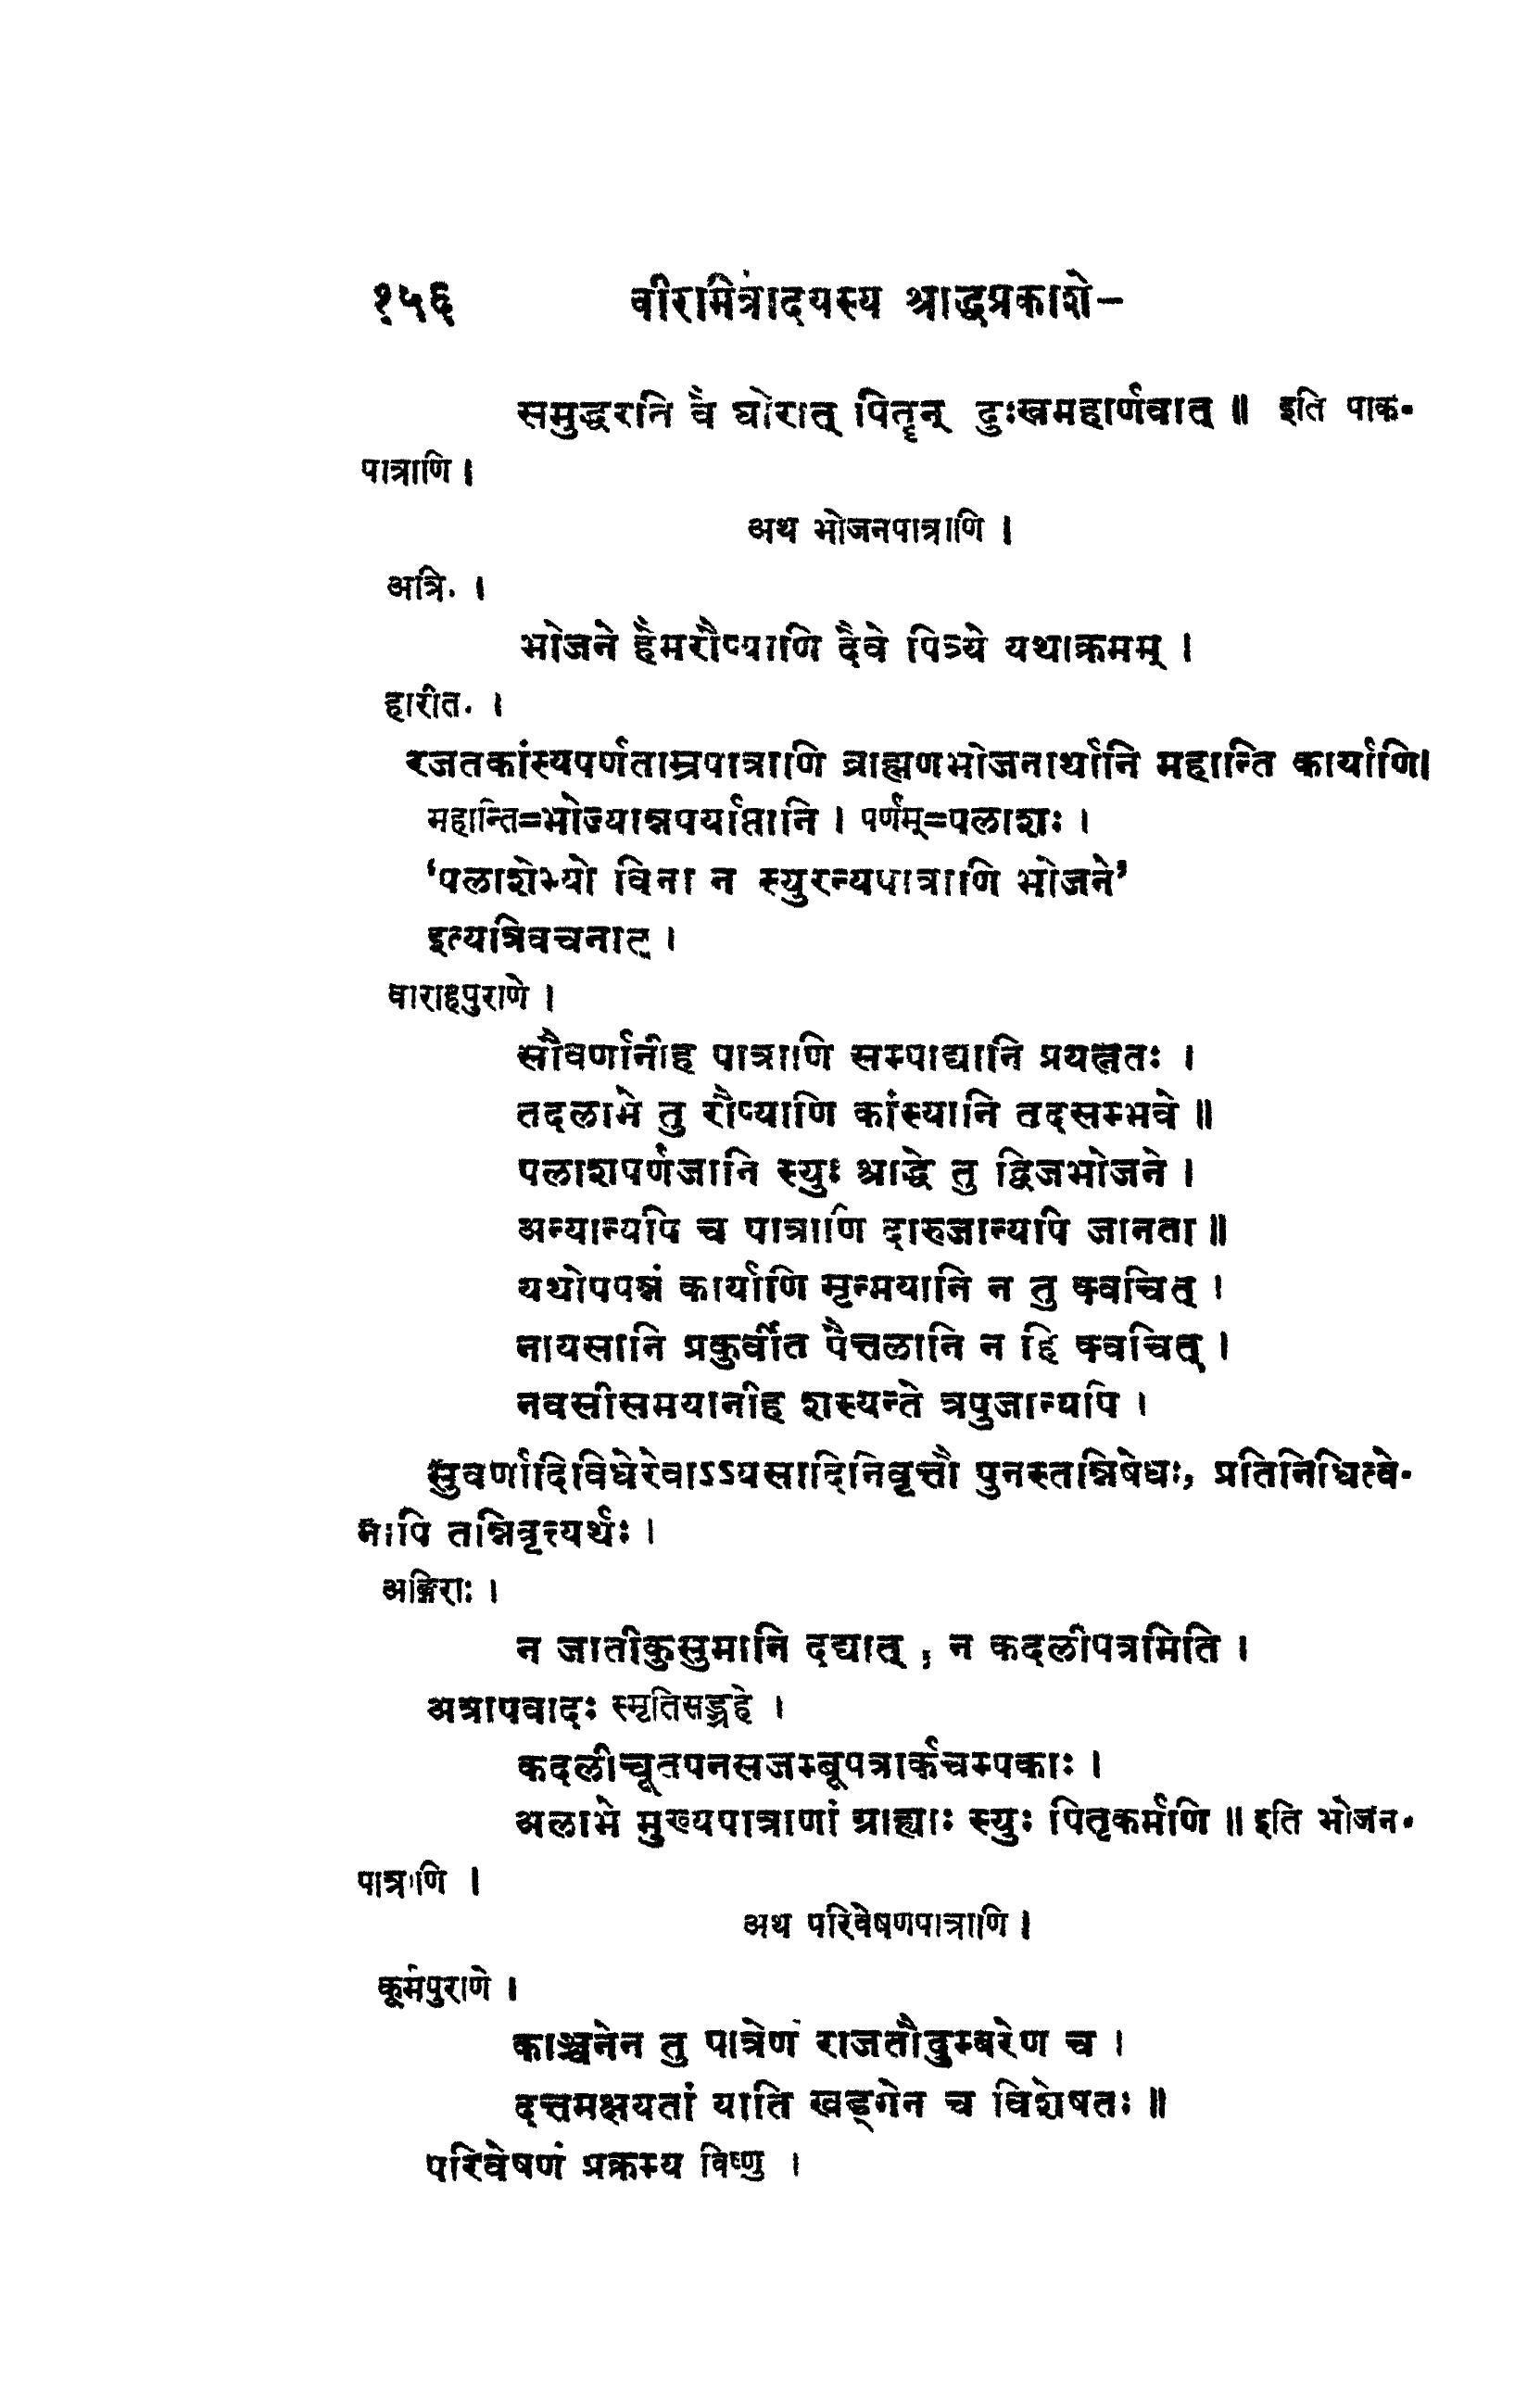 १५६ वीरमित्रोदयस्य श्राद्धप्रकाशे-
समुद्धरति वै घोरात् पितॄन् दुःखमहार्णवात् ॥ इति पाक-
पात्राणि ।
अथ भोजनपात्राणि ।
अत्रिः ।
भोजने हैमरौप्याणि दैवे पित्र्ये यथाक्रमम् ।
हारीतः ।
रजतकांस्यपर्णताम्रपात्राणि ब्राह्मणभोजनार्थानि महान्ति कार्याणि।
महान्ति=भोज्यान्नपर्याप्तानि । पर्णम्=पलाशः ।
‘पलाशेभ्यो विना न स्युरन्यपात्राणि भोजने’
इत्यत्रिवचनात् ।
वाराहपुराणे ।
सौवर्णानीह पात्राणि सम्पाद्यानि प्रयत्नतः ।
तदलाभे तु रौप्याणि कांस्यानि तदसम्भवे ॥
पलाशपर्णजानि स्युः श्राद्धे तु द्विजभोजने ।
अन्यान्यपि च पात्राणि दारुजान्यपि जानता ॥
यथोपपन्नं कार्याणि मृन्मयानि न तु क्वचित् ।
नायसानि प्रकुर्वीत पैत्तलानि न हि क्वचित् ।
नवसीसमयानीह शस्यन्ते त्रपुजान्यपि ।
सुवर्णादिविधेरेवाऽऽयसादिनिवृत्तौ पुनस्तन्निषेधः, प्रतिनिधित्वे-
नापि तन्निवृत्त्यर्थः ।
अङ्गिराः ।
न जातीकुसुमानि दद्यात् , न कदलीपत्रमिति ।
अत्रापवादः स्मृतिसङ्ग्रहे ।
कदलीचूतपनसजम्बूपत्रार्कचम्पकाः ।
अलाभे मुख्यपात्राणां ग्राह्याः स्युः पितृकर्मणि ॥ इति भोजन-
पात्राणि ।
अथ परिवेषणपात्राणि ।
कूर्मपुराणे ।
काञ्चनेन तु पात्रेण राजतौदुम्बरेण च ।
दत्तमक्षयतां याति खड्गेन च विशेषतः ॥
परिवेषणं प्रक्रम्य विष्णु ।